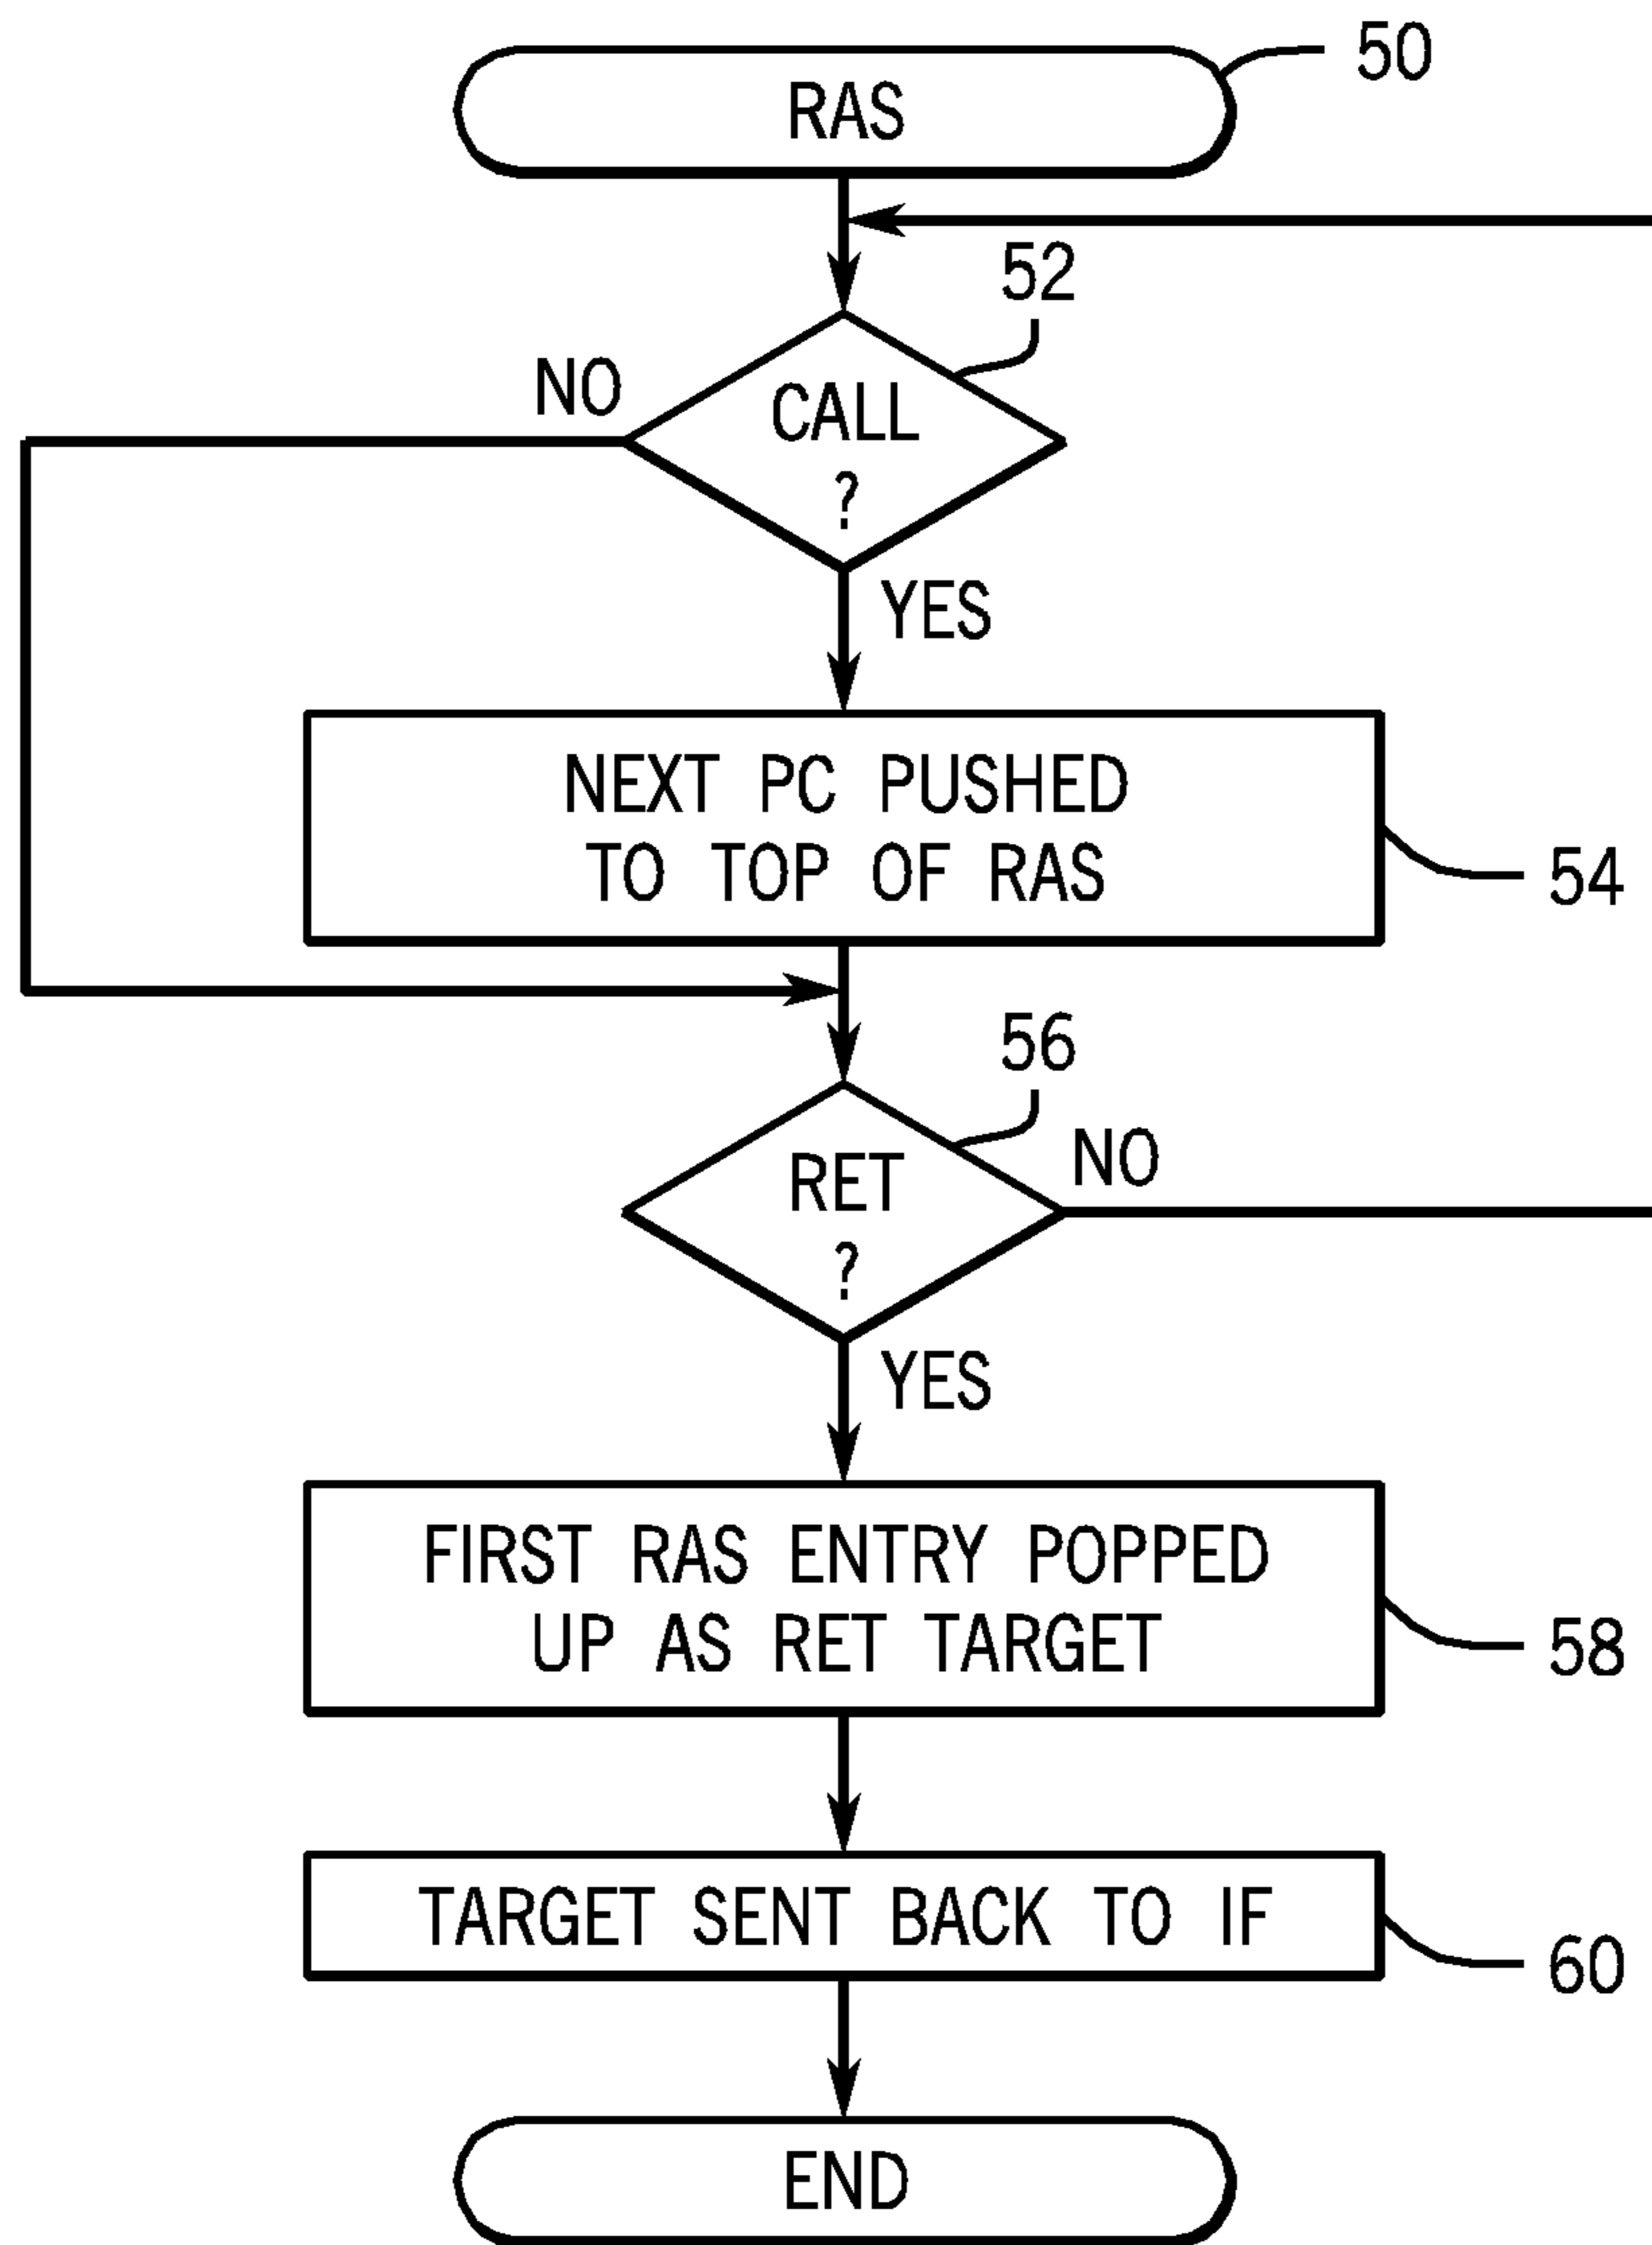 50
RAS
52
NO
CALL
?
YES
NEXT PC PUSHED
TO TOP OF RAS
54
56
NO
RET
?
YES
FIRST RAS ENTRY POPPED
UP AS RET TARGET
58
TARGET SENT BACK TO IF
60
END